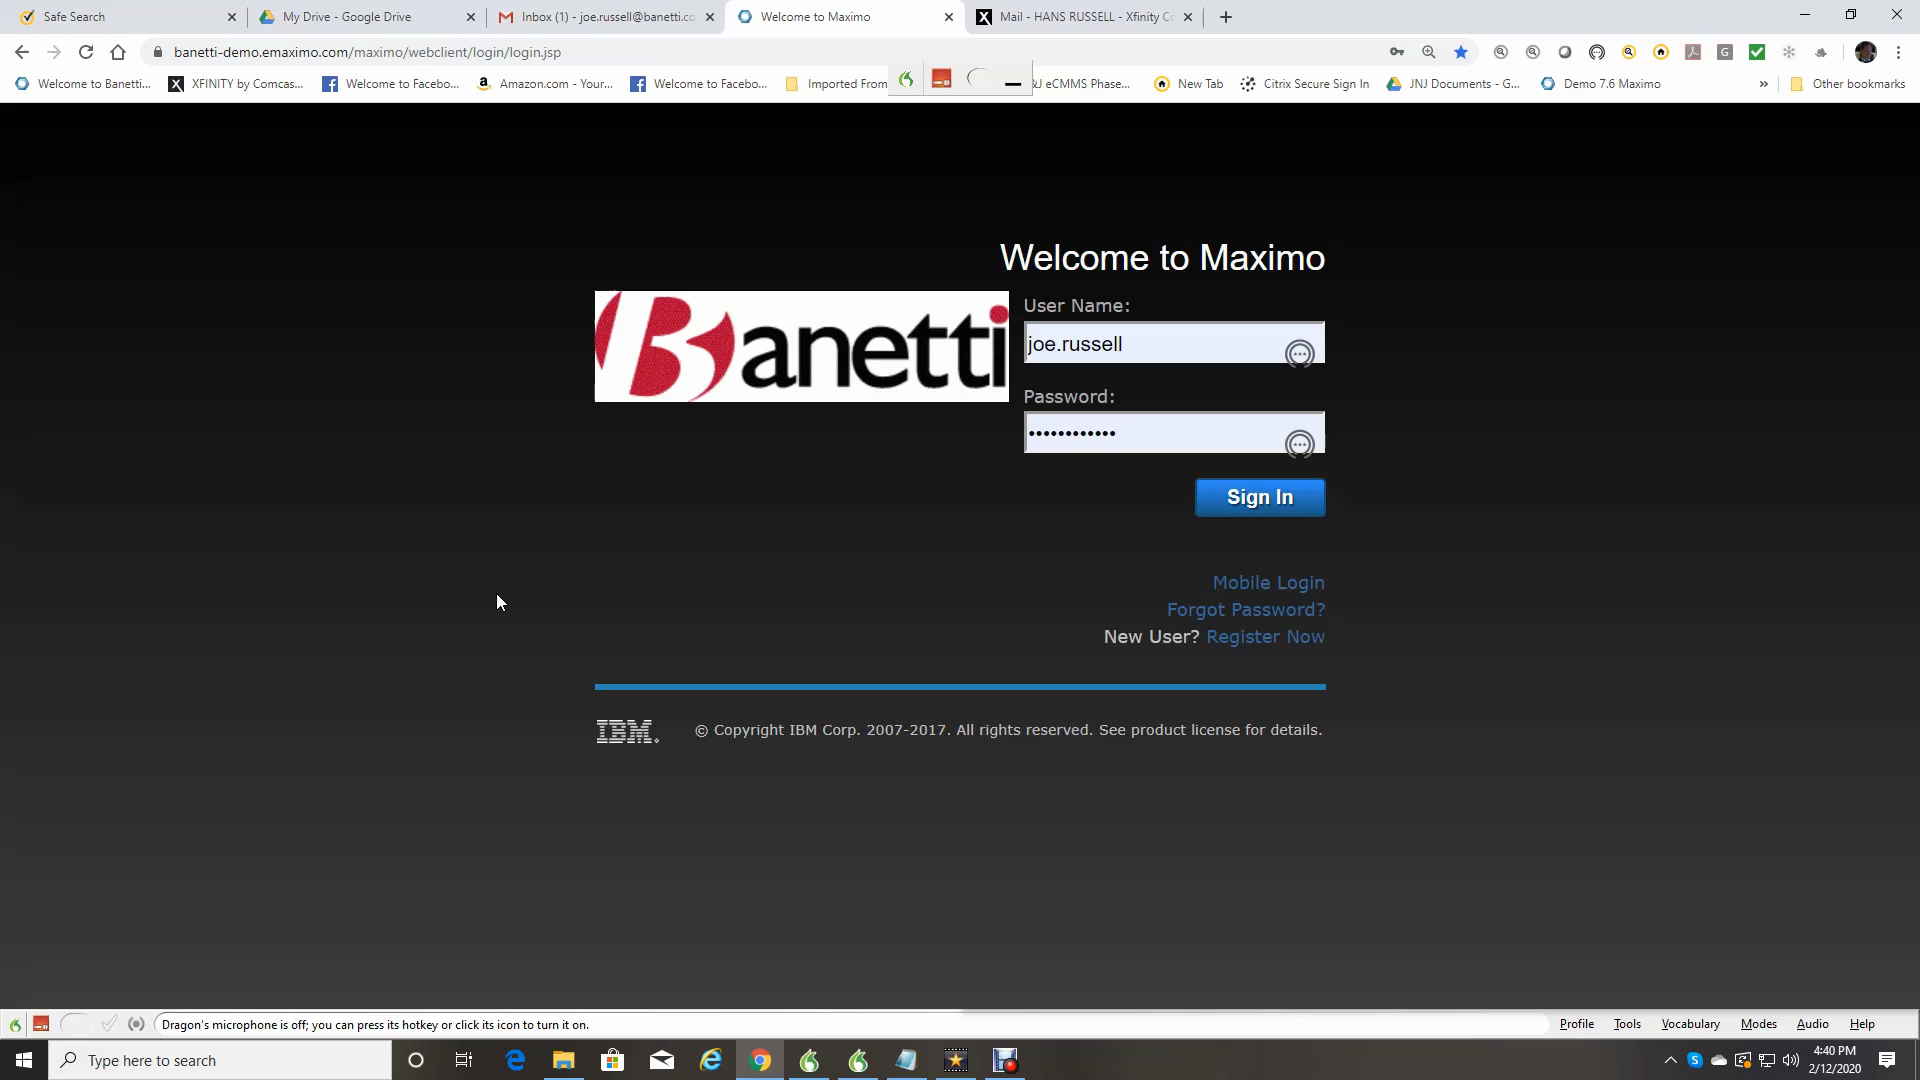 Safe Search
My Drive - Google Drive
Inbox (1) - joe.russell@banetti.co
Welcome to Maximo
Mail - HANS RUSSELL - Xfinity Co
banetti-demo.emaximo.com/maximo/webclient/login/login.jsp
Welcome to Banetti...
XFINITY by Comcas...
Welcome to Facebo...
Amazon.com - Your...
Welcome to Facebo...
Imported From
&J eCMMS Phase...
New Tab
Citrix Secure Sign In
JNJ Documents - G...
Demo 7.6 Maximo
Other bookmarks
Welcome to Maximo
Banetti
User Name:
joe.russell
Password:
Sign In
Mobile Login
Forgot Password?
New User? Register Now
IBM.
© Copyright IBM Corp. 2007-2017. All rights reserved. See product license for details.
Dragon's microphone is off; you can press its hotkey or click its icon to turn it on.
Profile
Tools
Vocabulary
Modes
Audio
Help
Type here to search
4:40 PM
2/12/2020